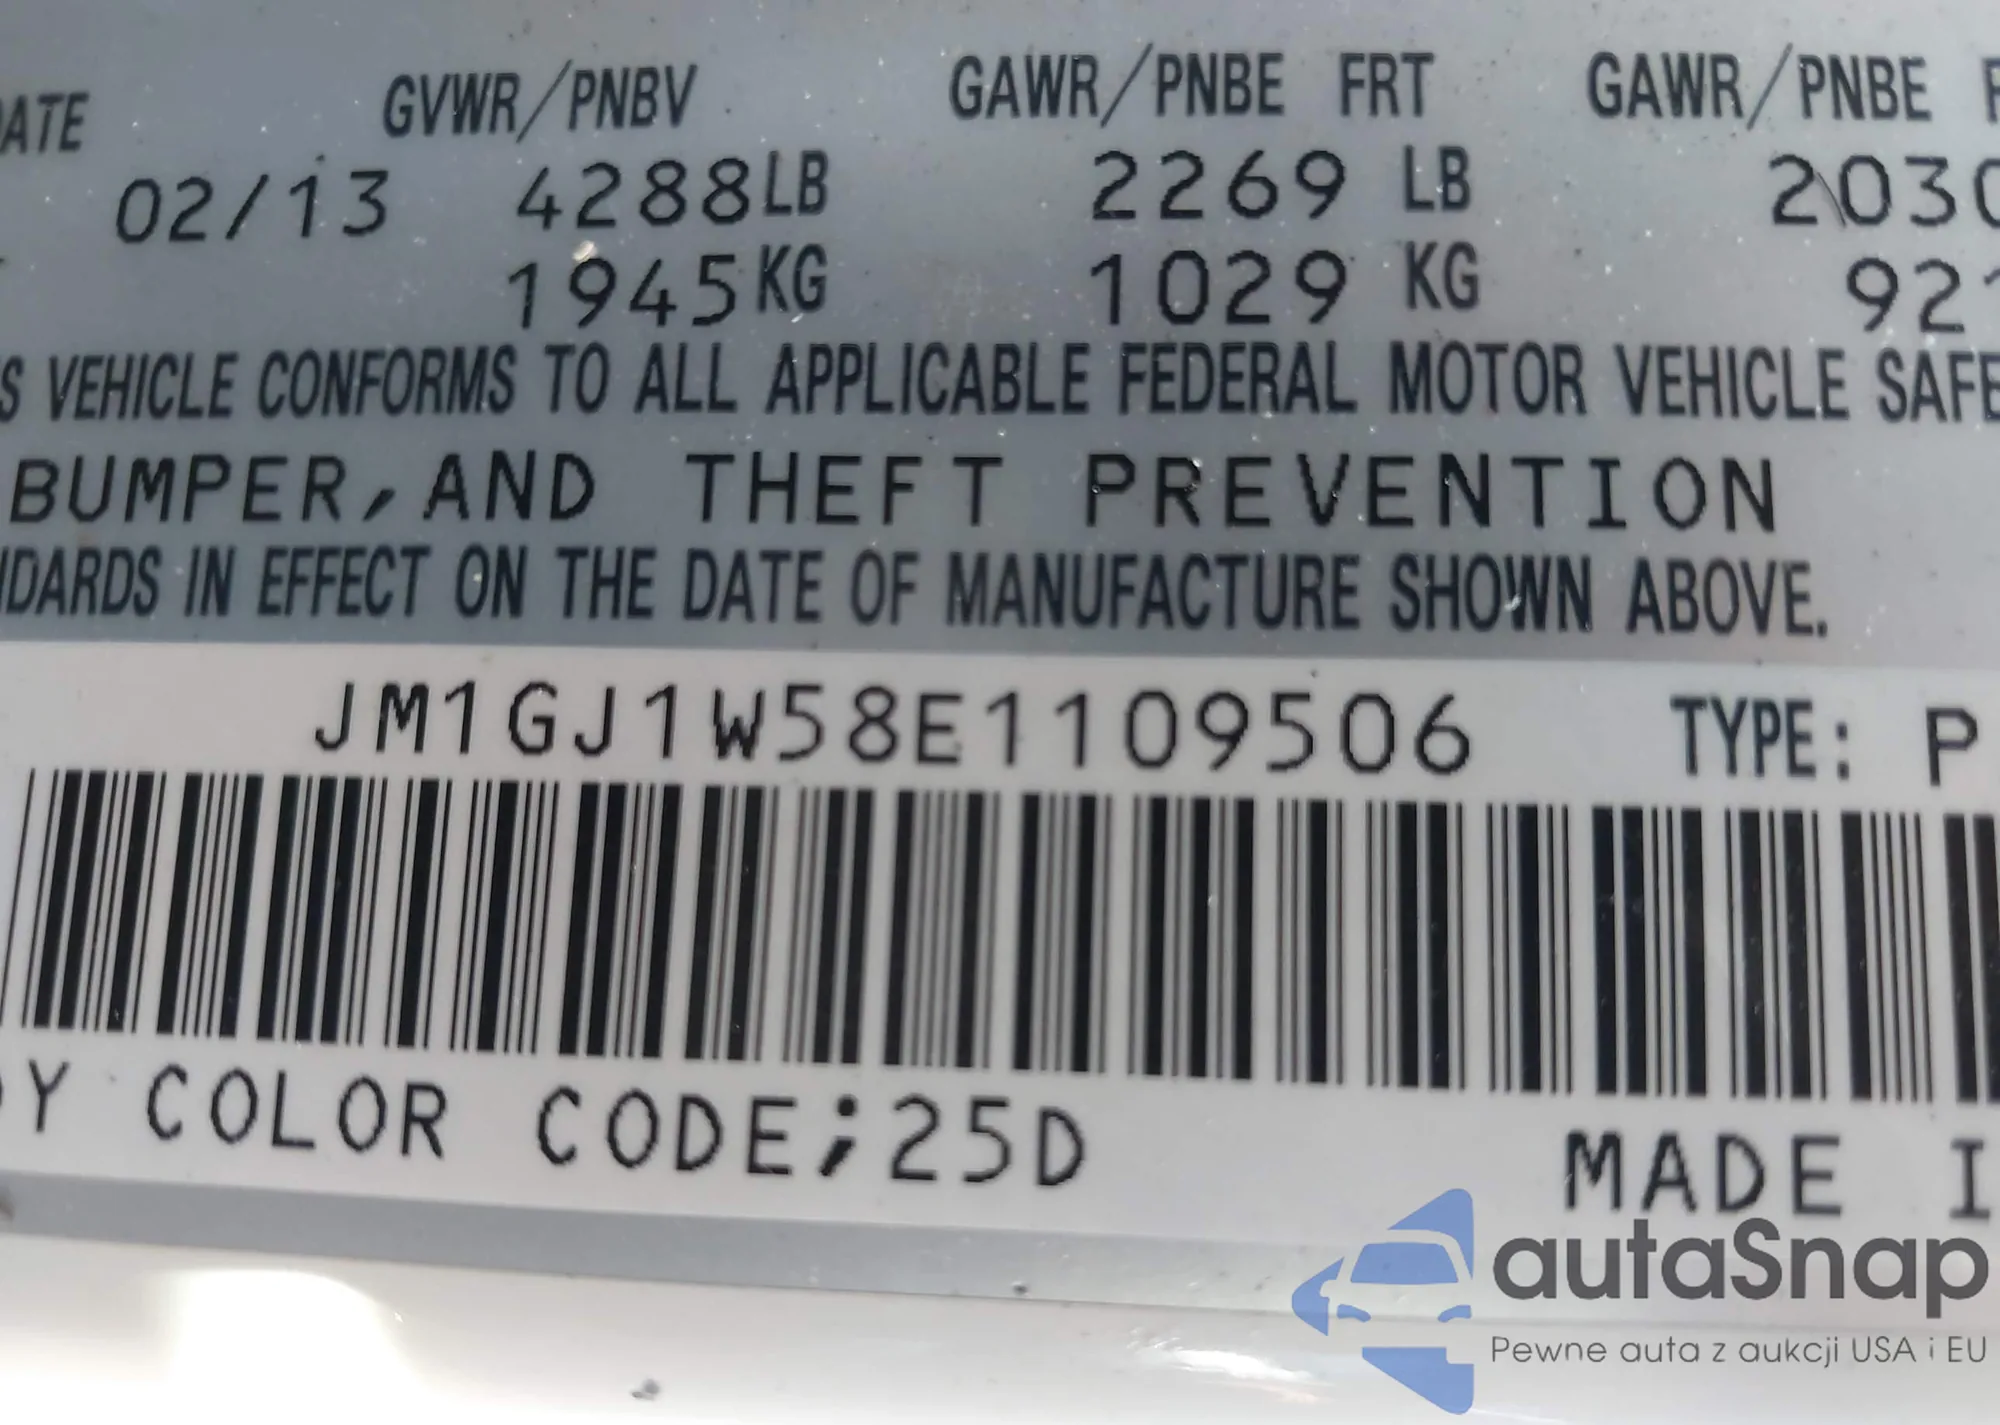 DATE GVWR/PNBV GAWR/PNBE FRT GAWR/PNBE
02/13 4288LB 2269 LB 2030
1945KG 1029 KG 921
VEHICLE CONFORMS TO ALL APPLICABLE FEDERAL MOTOR VEHICLE SAFE
BUMPER, AND THEFT PREVENTION
NDARDS IN EFFECT ON THE DATE OF MANUFACTURE SHOWN ABOVE.
JM1GJ1W58E1109506 TYPE: P
DY COLOR CODE;25D
MADE I
autaSnap
Pewne auta z aukcji USA i EU